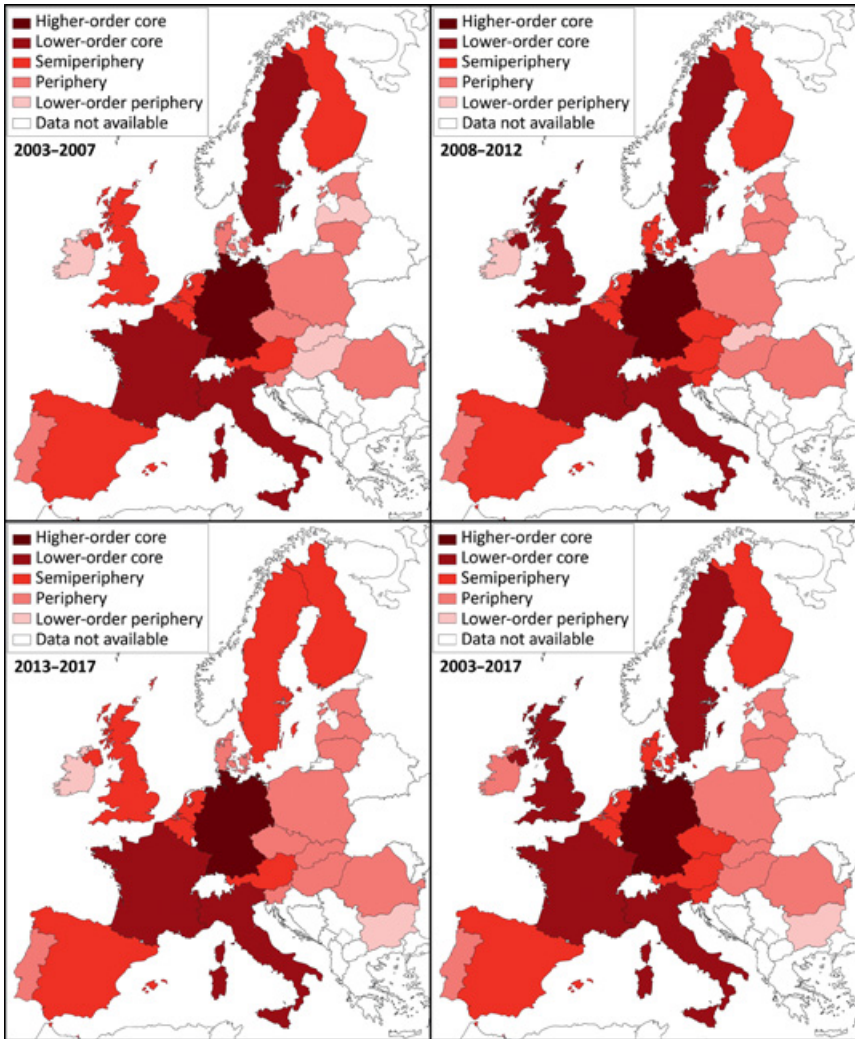 Higher-order core
Lower-order core
Semiperiphery
Periphery
Lower-order periphery
Data not available
2003–2007
Higher-order core
Lower-order core
Semiperiphery
Periphery
Lower-order periphery
Data not available
2008–2012
Higher-order core
Lower-order core
Semiperiphery
Periphery
Lower-order periphery
Data not available
2013–2017
Higher-order core
Lower-order core
Semiperiphery
Periphery
Lower-order periphery
Data not available
2003–2017